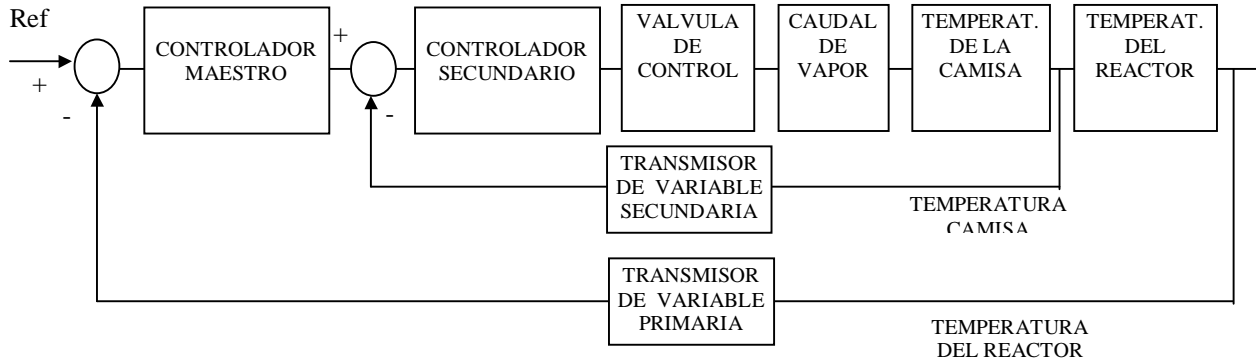 Ref
+
-
CONTROLADOR
MAESTRO
+
-
CONTROLADOR
SECUNDARIO
VALVULA
DE
CONTROL
CAUDAL
DE
VAPOR
TEMPERAT.
DE LA
CAMISA
TEMPERAT.
DEL
REACTOR
TRANSMISOR
DE VARIABLE
SECUNDARIA
TEMPERATURA
CAMISA
TRANSMISOR
DE VARIABLE
PRIMARIA
TEMPERATURA
DEL REACTOR